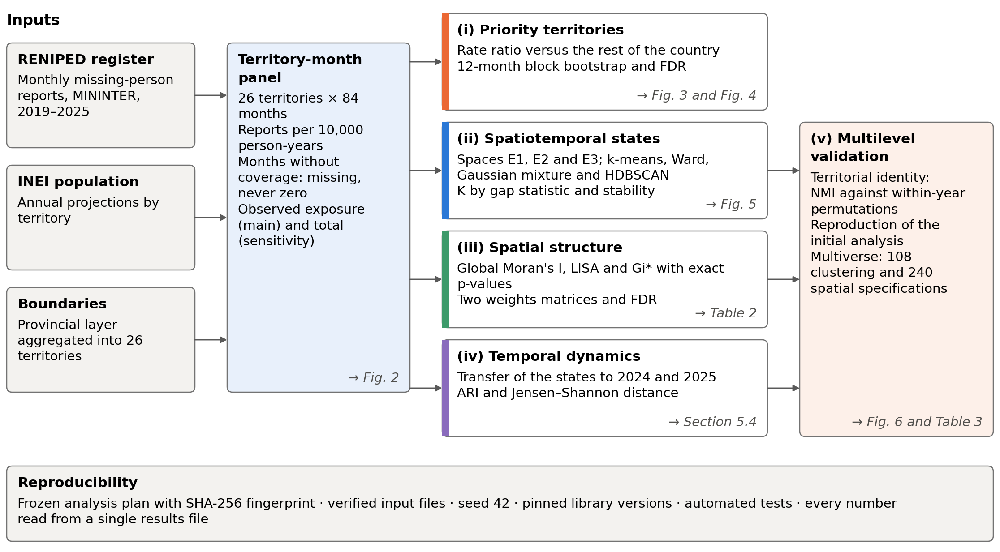 Inputs
RENIPED register
Monthly missing-person
reports, MININTER,
2019–2025
INEI population
Annual projections by
territory
Boundaries
Provincial layer
aggregated into 26
territories
Territory-month
panel
26 territories × 84
months
Reports per 10,000
person-years
Months without
coverage: missing,
never zero
Observed exposure
(main) and total
(sensitivity)
→ Fig. 2
(i) Priority territories
Rate ratio versus the rest of the country
12-month block bootstrap and FDR
→ Fig. 3 and Fig. 4
(ii) Spatiotemporal states
Spaces E1, E2 and E3; k-means, Ward,
Gaussian mixture and HDBSCAN
K by gap statistic and stability
→ Fig. 5
(iii) Spatial structure
Global Moran's I, LISA and Gi* with exact
p-values
Two weights matrices and FDR
→ Table 2
(iv) Temporal dynamics
Transfer of the states to 2024 and 2025
ARI and Jensen–Shannon distance
→ Section 5.4
(v) Multilevel
validation
Territorial identity:
NMI against within-year
permutations
Reproduction of the
initial analysis
Multiverse: 108
clustering and 240
spatial specifications
→ Fig. 6 and Table 3
Reproducibility
Frozen analysis plan with SHA-256 fingerprint · verified input files · seed 42 · pinned library versions · automated tests · every number
read from a single results file